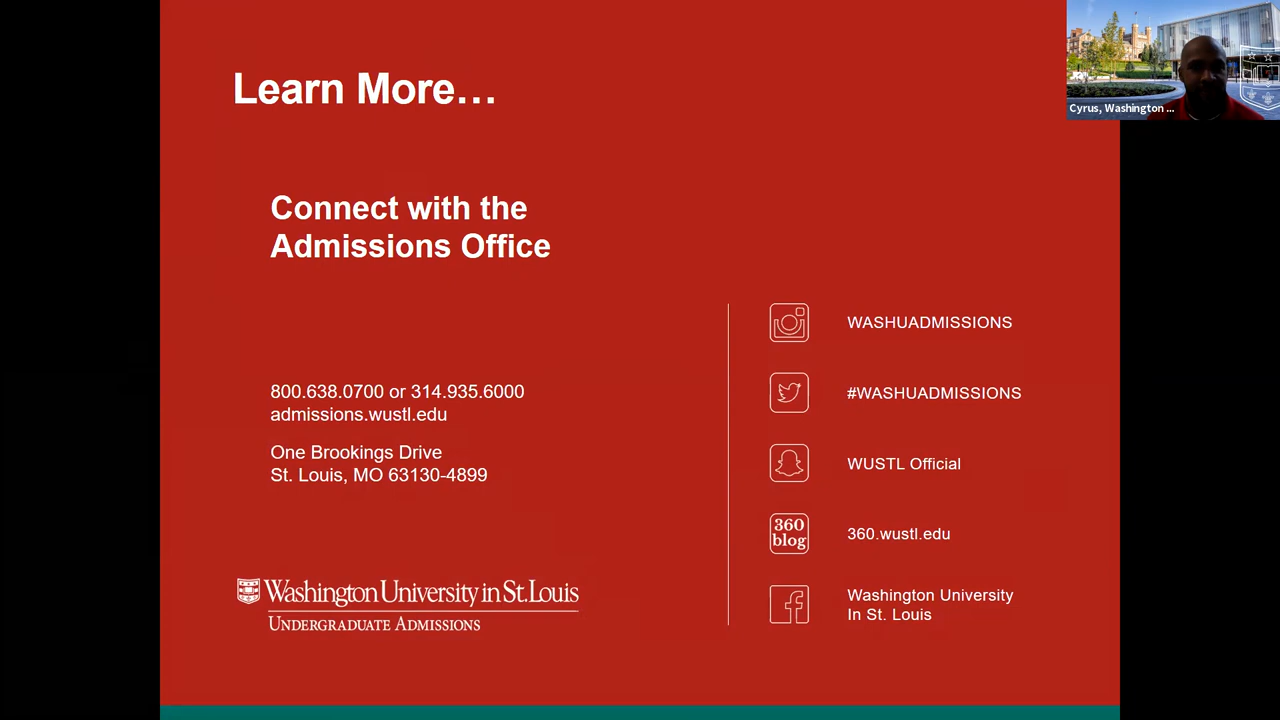 Learn More…
Cyrus, Washington ...
Connect with the
Admissions Office
800.638.0700 or 314.935.6000
admissions.wustl.edu
One Brookings Drive
St. Louis, MO 63130-4899
Washington University in St. Louis
UNDERGRADUATE ADMISSIONS
WASHUADMISSIONS
#WASHUADMISSIONS
WUSTL Official
360
blog
360.wustl.edu
Washington University
In St. Louis